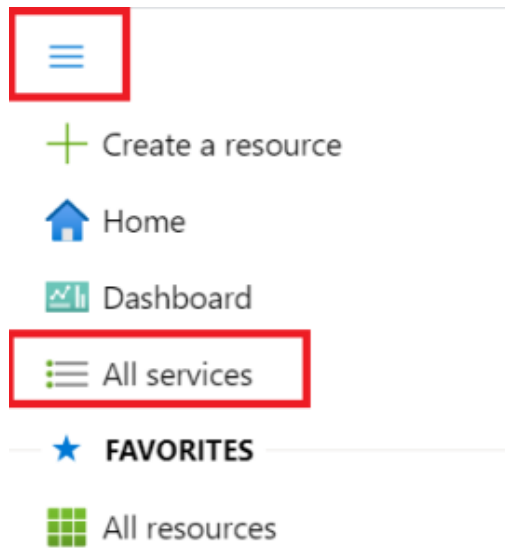 Create a resource
Home
Dashboard
All services
FAVORITES
All resources